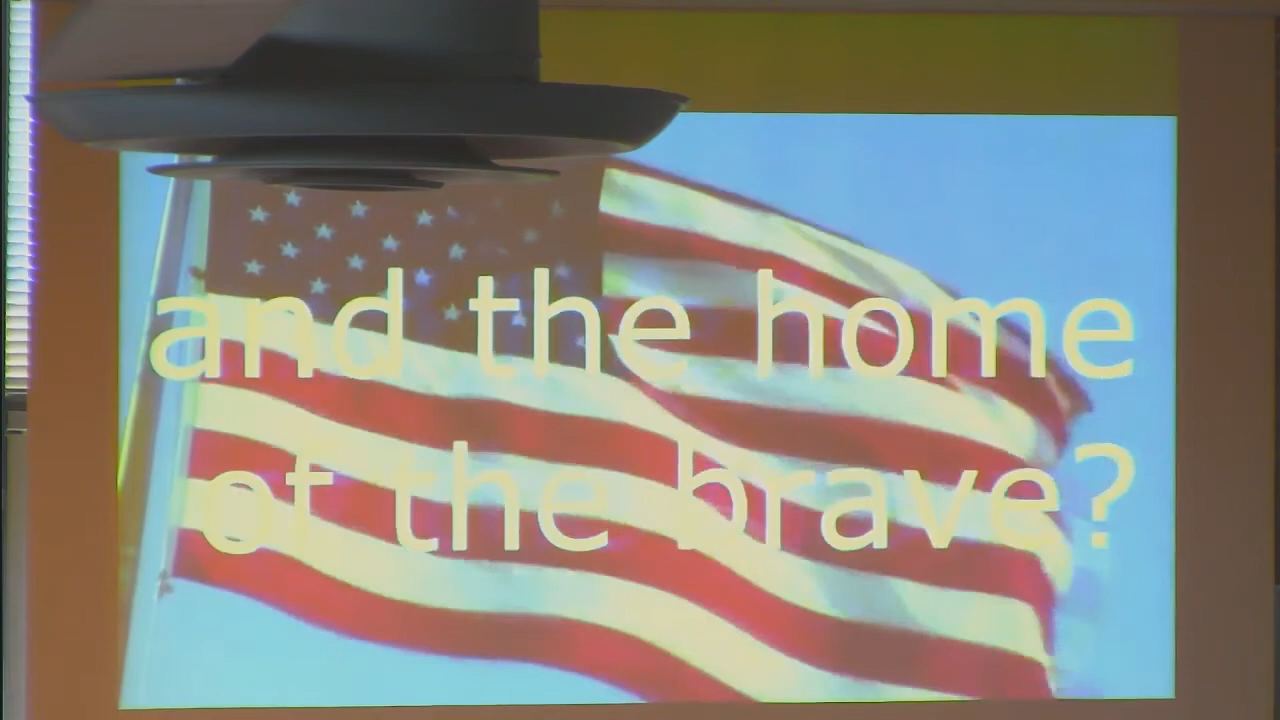 and the home
of the brave?